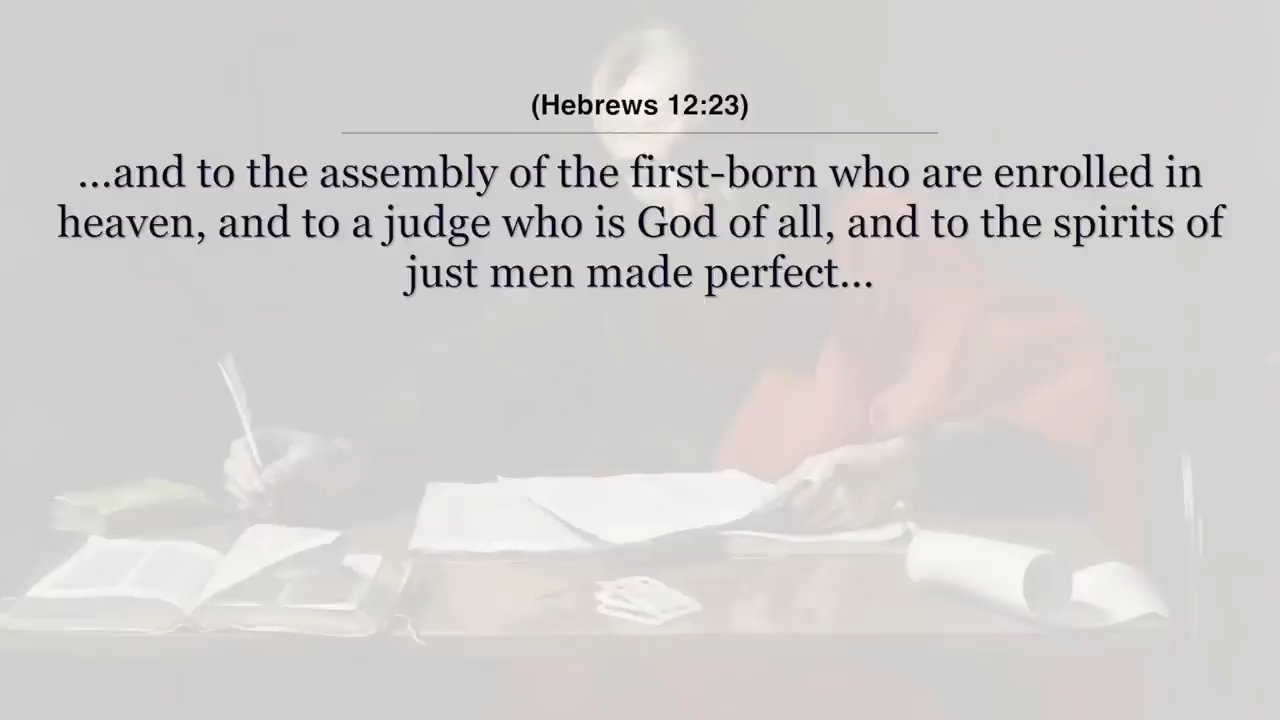 (Hebrews 12:23)
...and to the assembly of the first-born who are enrolled in
heaven, and to a judge who is God of all, and to the spirits of
just men made perfect...